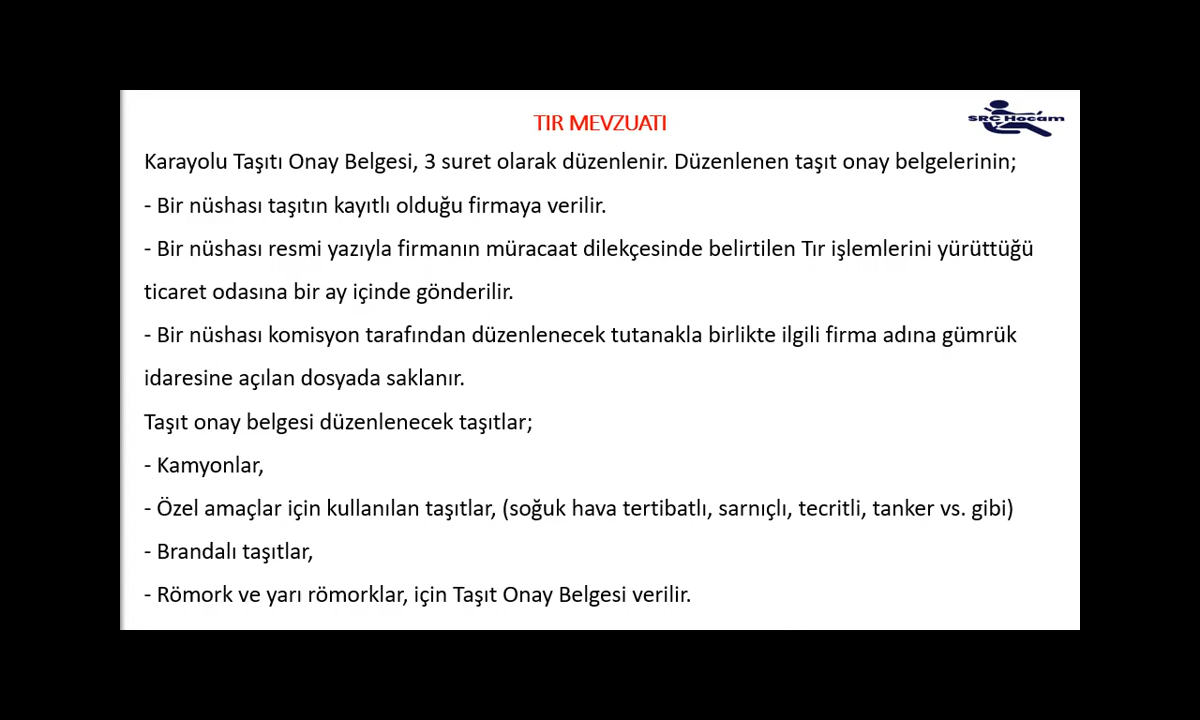 TIR MEVZUATI
SRC Hocam
Karayolu Taşıtı Onay Belgesi, 3 suret olarak düzenlenir. Düzenlenen taşıt onay belgelerinin;
- Bir nüshası taşıtın kayıtlı olduğu firmaya verilir.
- Bir nüshası resmi yazıyla firmanın müracaat dilekçesinde belirtilen Tır işlemlerini yürüttüğü
ticaret odasına bir ay içinde gönderilir.
- Bir nüshası komisyon tarafından düzenlenecek tutanakla birlikte ilgili firma adına gümrük
idaresine açılan dosyada saklanır.
Taşıt onay belgesi düzenlenecek taşıtlar;
- Kamyonlar,
- Özel amaçlar için kullanılan taşıtlar, (soğuk hava tertibatlı, sarnıçlı, tecritli, tanker vs. gibi)
- Brandalı taşıtlar,
- Römork ve yarı römorklar, için Taşıt Onay Belgesi verilir.